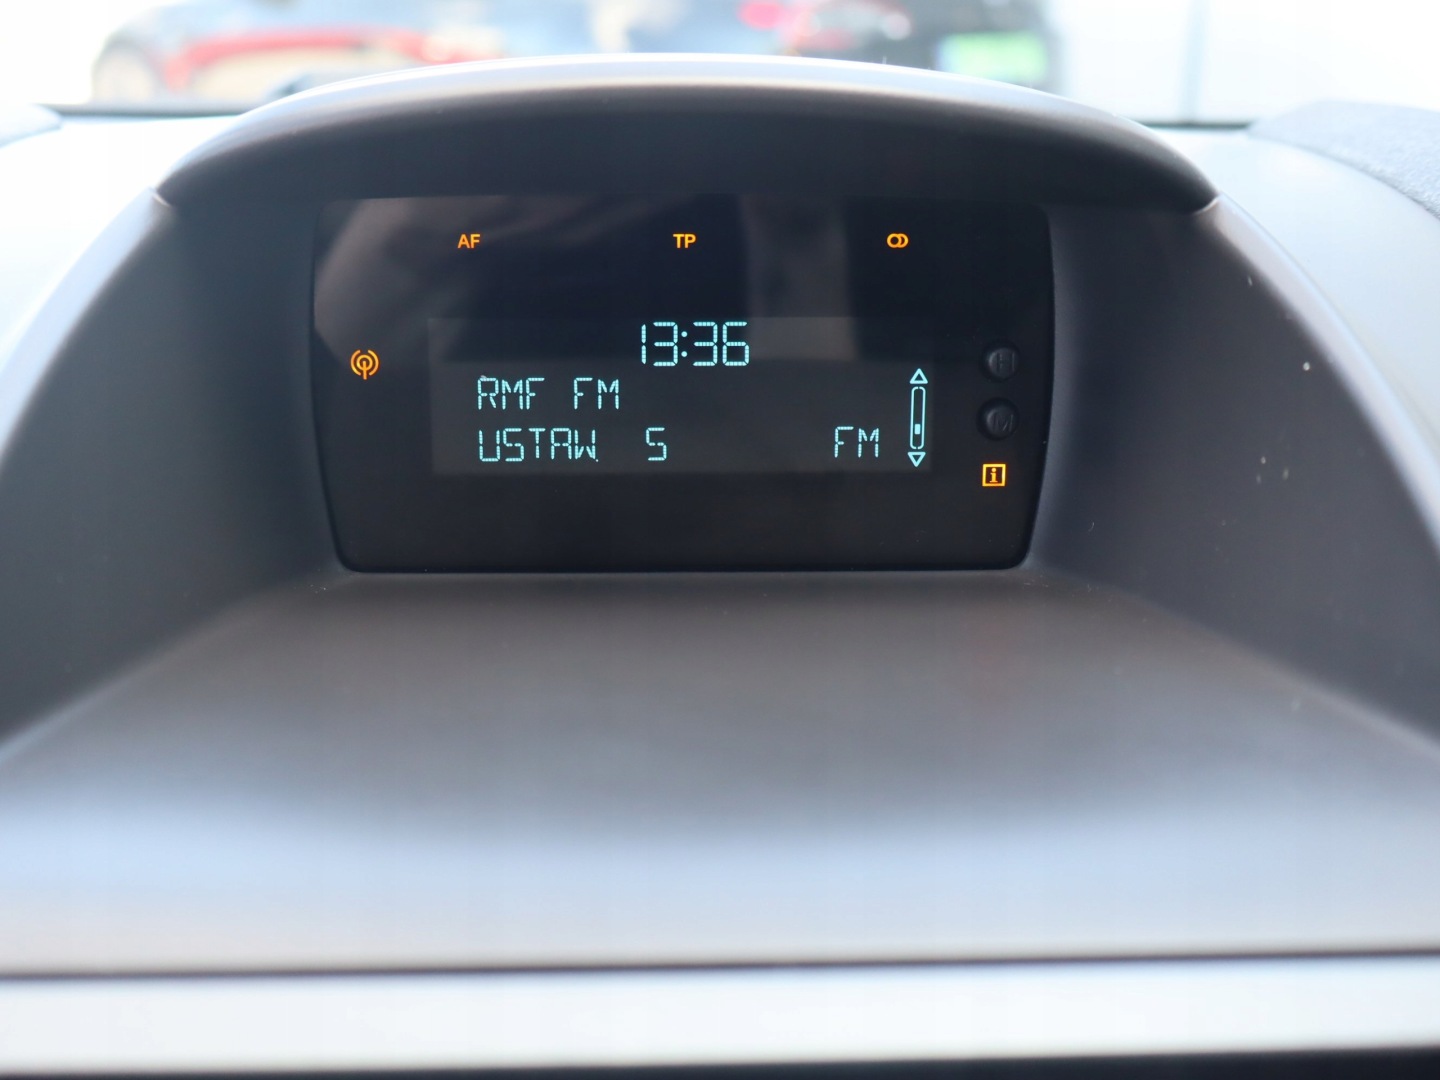 AF TP
13:36
RMF FM
USTAW. 5 FM
H
M
i